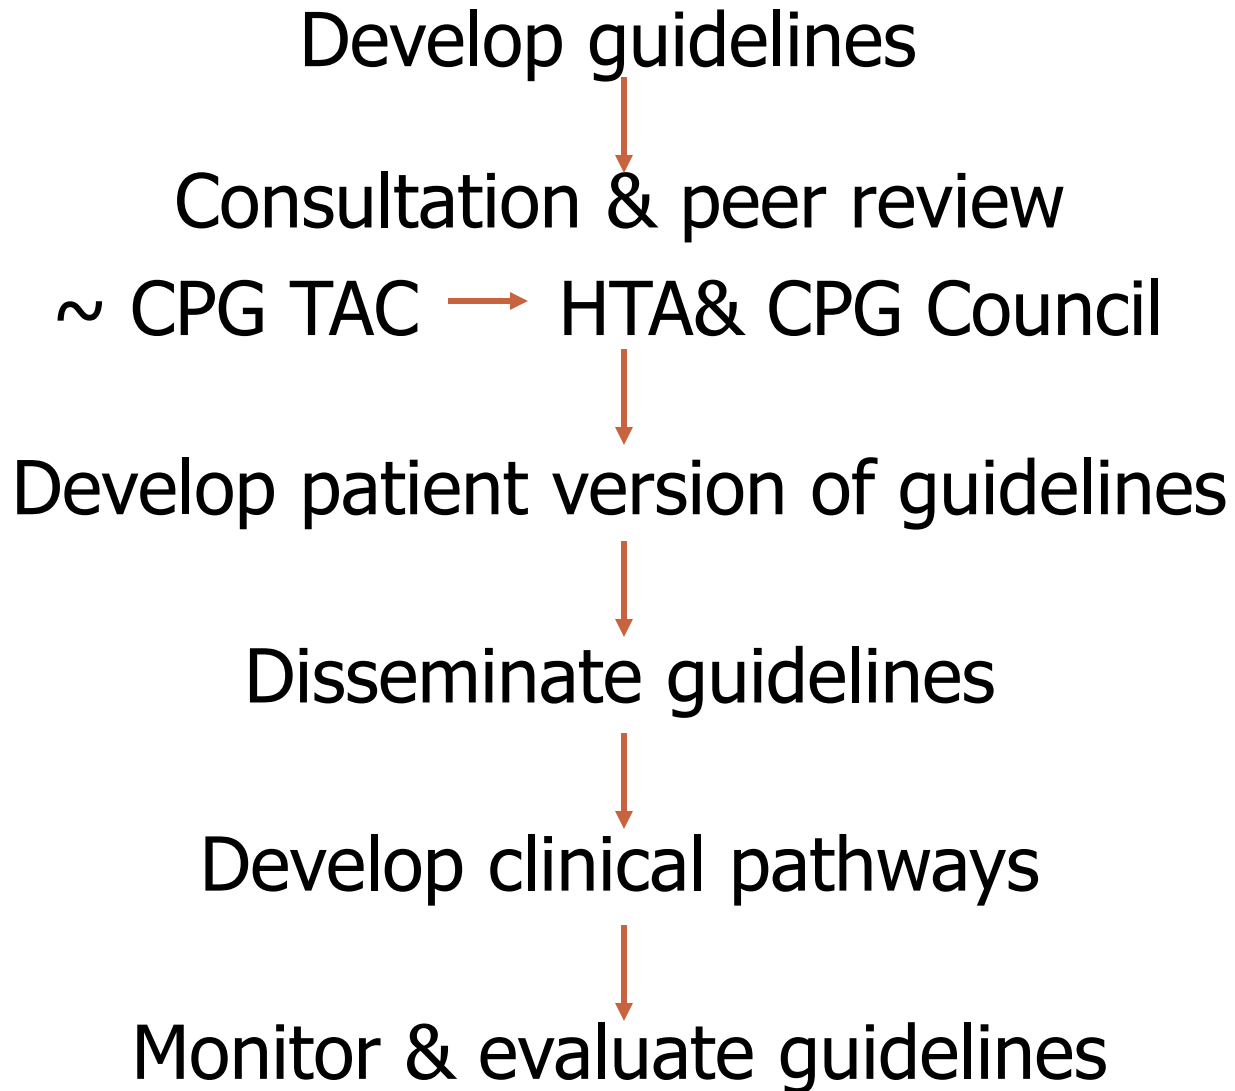 Develop guidelines
Consultation & peer review
~ CPG TAC HTA& CPG Council
Develop patient version of guidelines
Disseminate guidelines
Develop clinical pathways
Monitor & evaluate guidelines